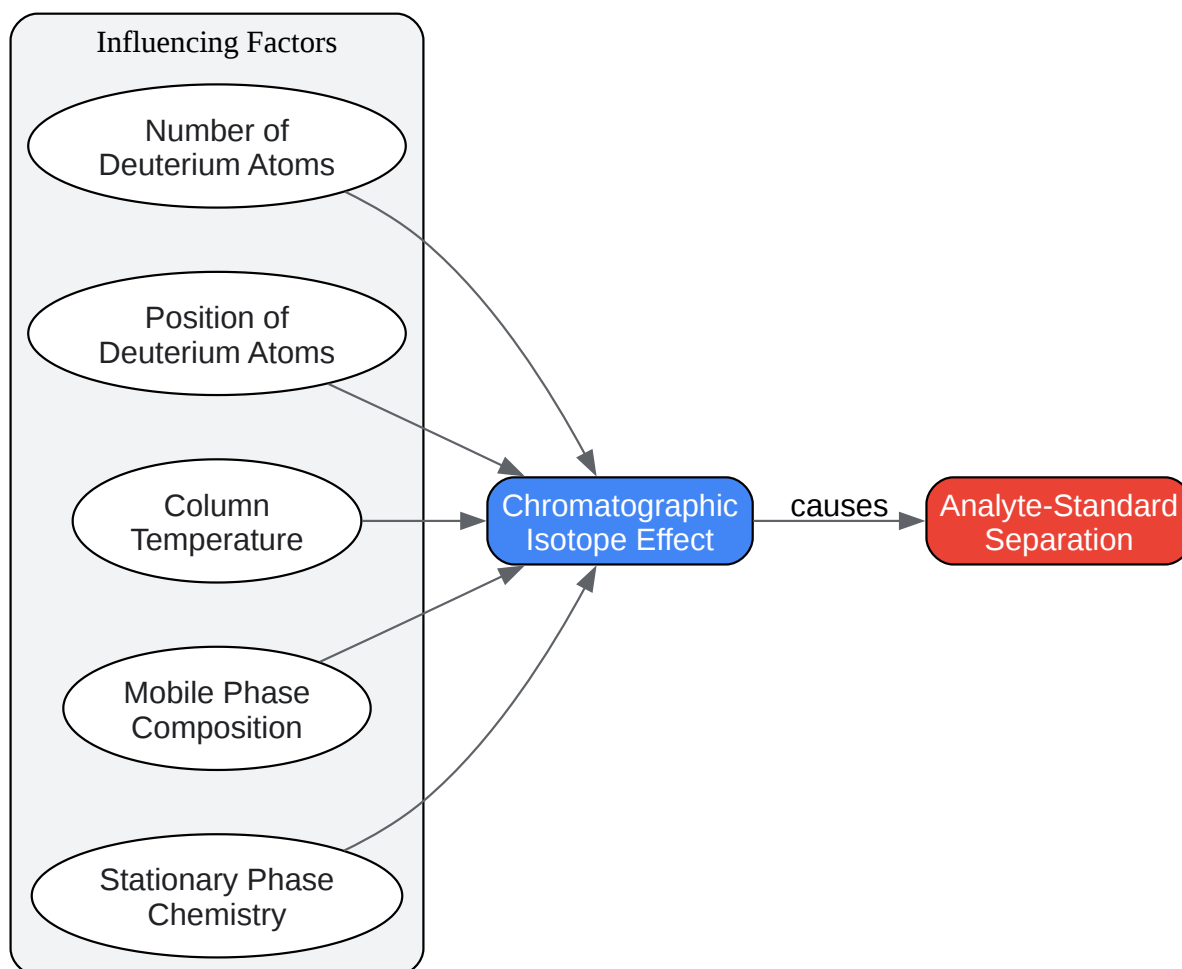 Influencing Factors
Number of
Deuterium Atoms
Position of
Deuterium Atoms
Column
Temperature
Mobile Phase
Composition
Stationary Phase
Chemistry
Chromatographic
Isotope Effect
causes
Analyte-Standard
Separation